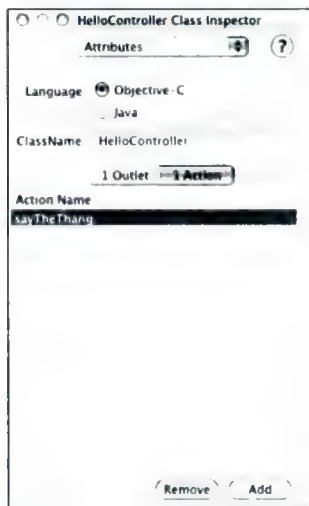 HelloController Class Inspector
Attributes
?
Language Objective-C
Java
ClassName HelloController
1 Outlet 1 Action
Action Name
sayTheThang
Remove Add